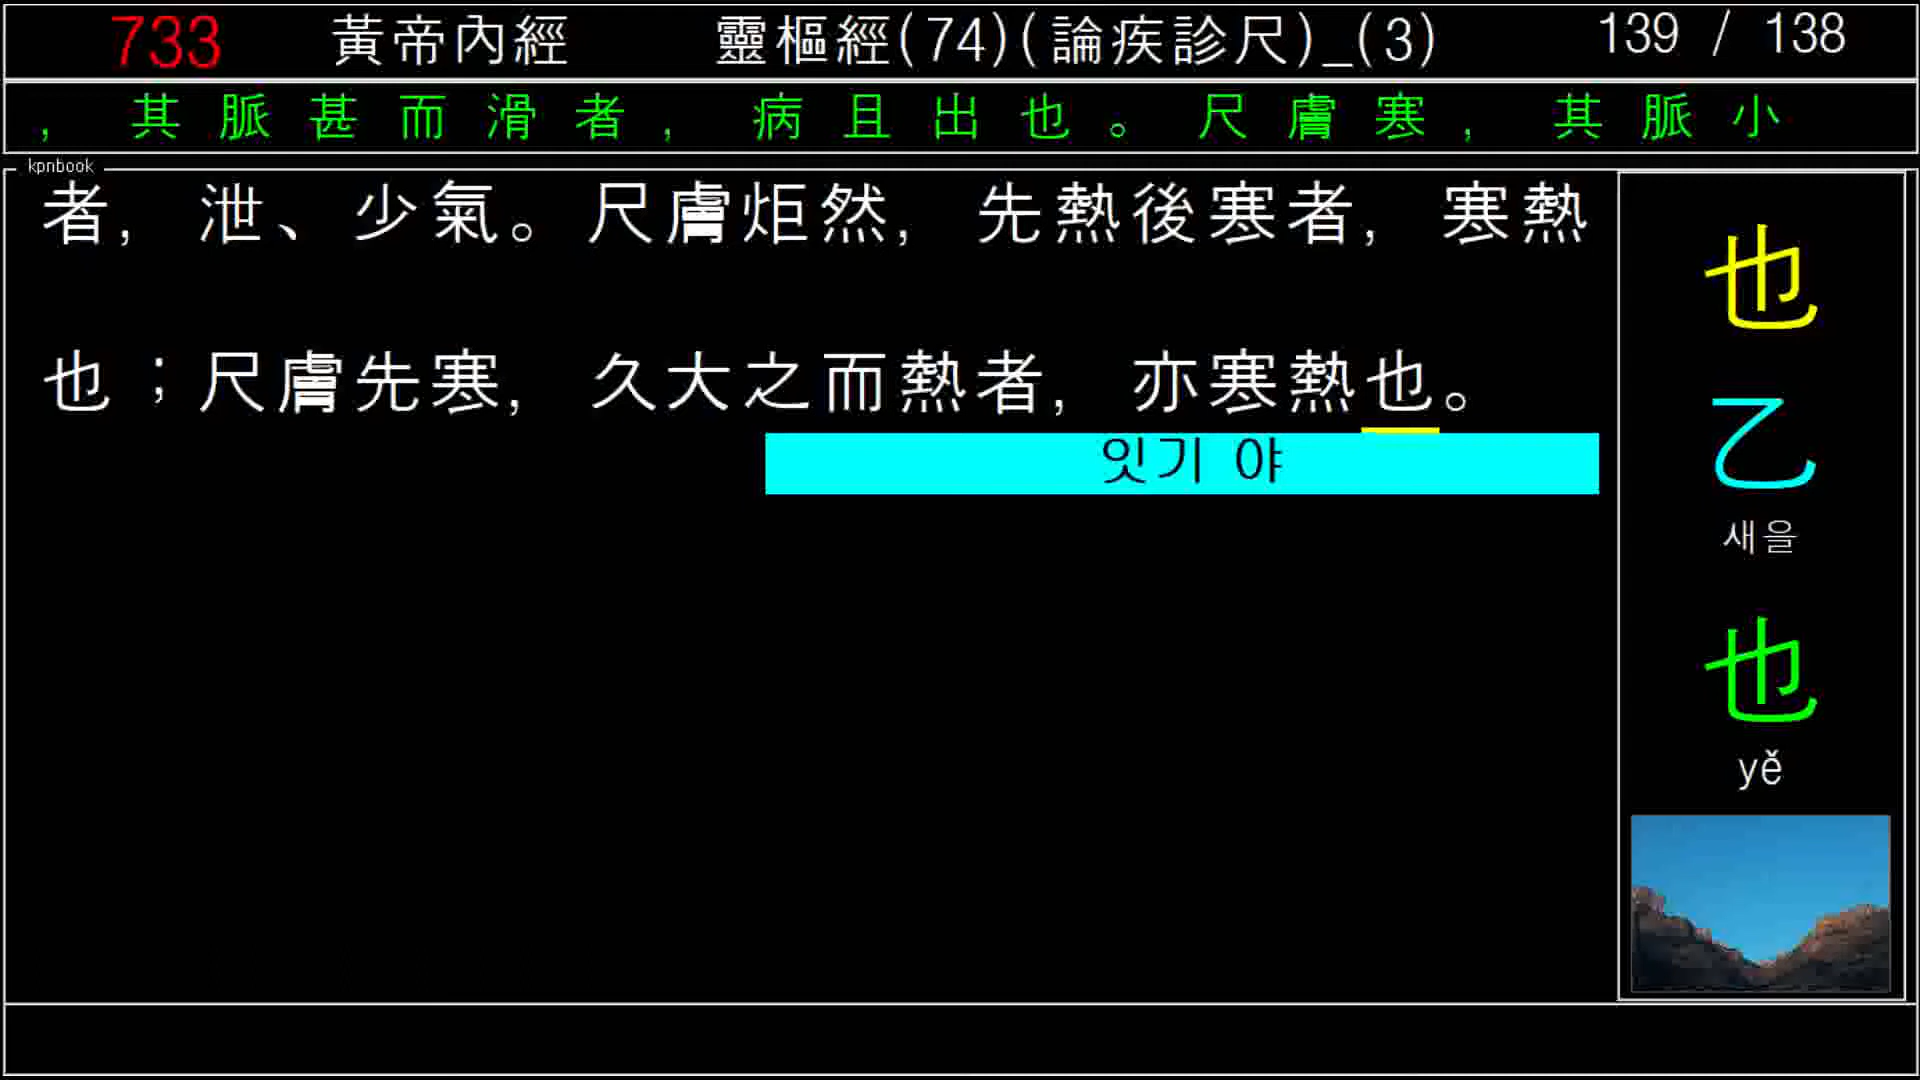 733 黃帝內經 靈樞經(74)(論疾診尺)_(3) 139 / 138
, 其脈甚而滑者, 病且出也。尺膚寒, 其脈小
kpnbook
者, 泄、少氣。尺膚炬然, 先熱後寒者, 寒熱
也；尺膚先寒, 久大之而熱者, 亦寒熱也。
잇기 야
也
乙
새을
也
yě